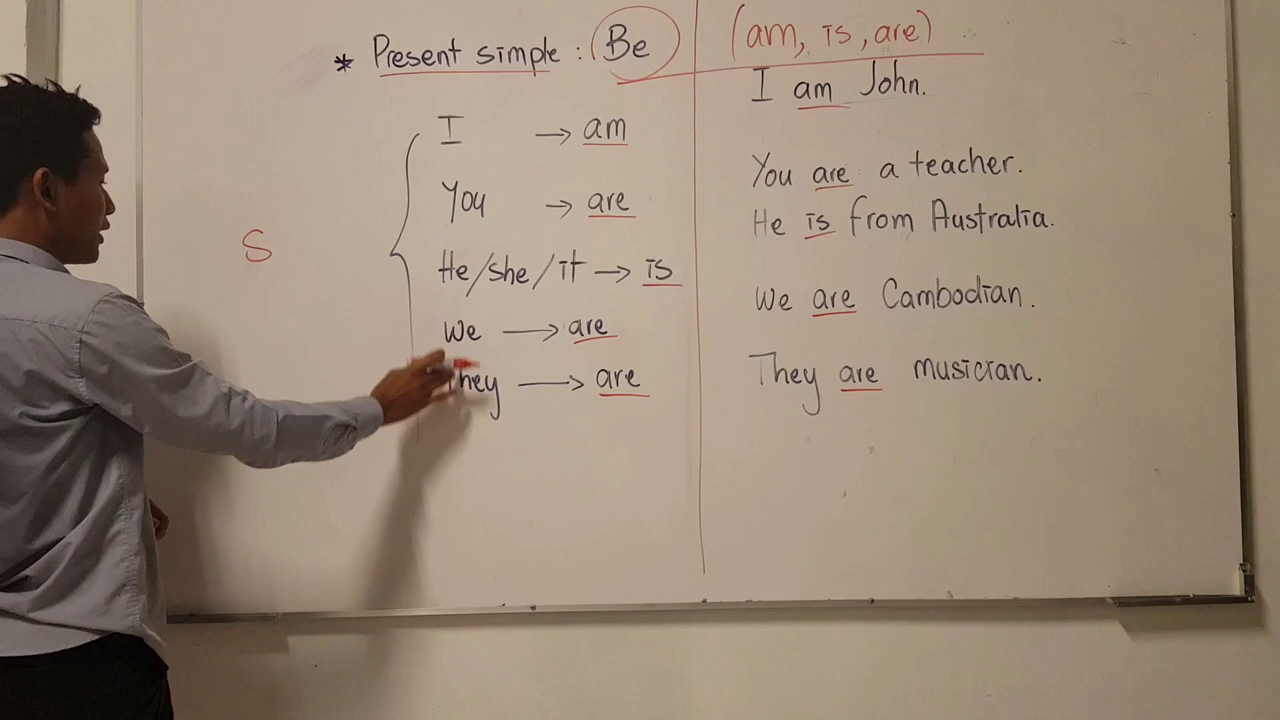 * Present simple : Be (am, is, are)
I → am
You → are
He/she/it → is
We → are
They → are
S
I am John.
You are a teacher.
He is from Australia.
We are Cambodian.
They are musician.